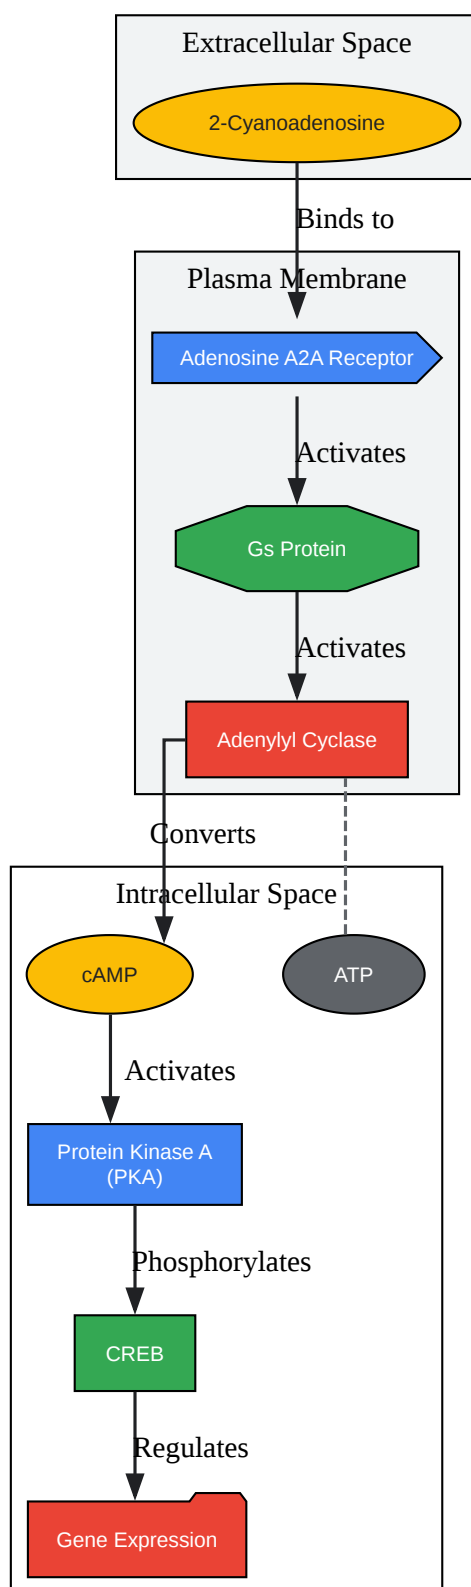 Extracellular Space
2-Cyanoadenosine
Binds to
Plasma Membrane
Adenosine A2A Receptor
Activates
Gs Protein
Activates
Adenylyl Cyclase
Converts
Intracellular Space
cAMP
ATP
Activates
Protein Kinase A
(PKA)
Phosphorylates
CREB
Regulates
Gene Expression